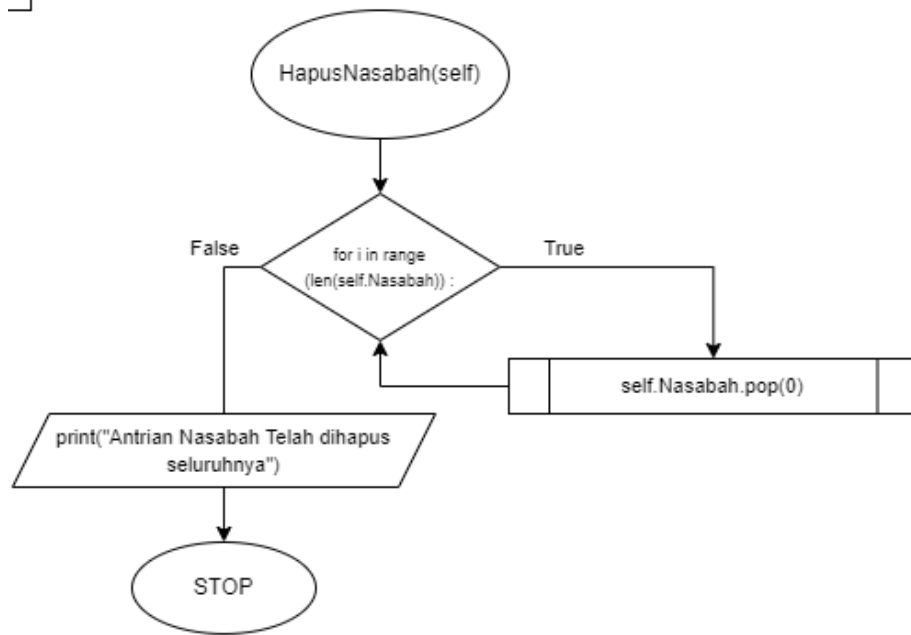 HapusNasabah(self)
False
for i in range
(len(self.Nasabah)) :
True
self.Nasabah.pop(0)
print("Antrian Nasabah Telah dihapus
seluruhnya")
STOP